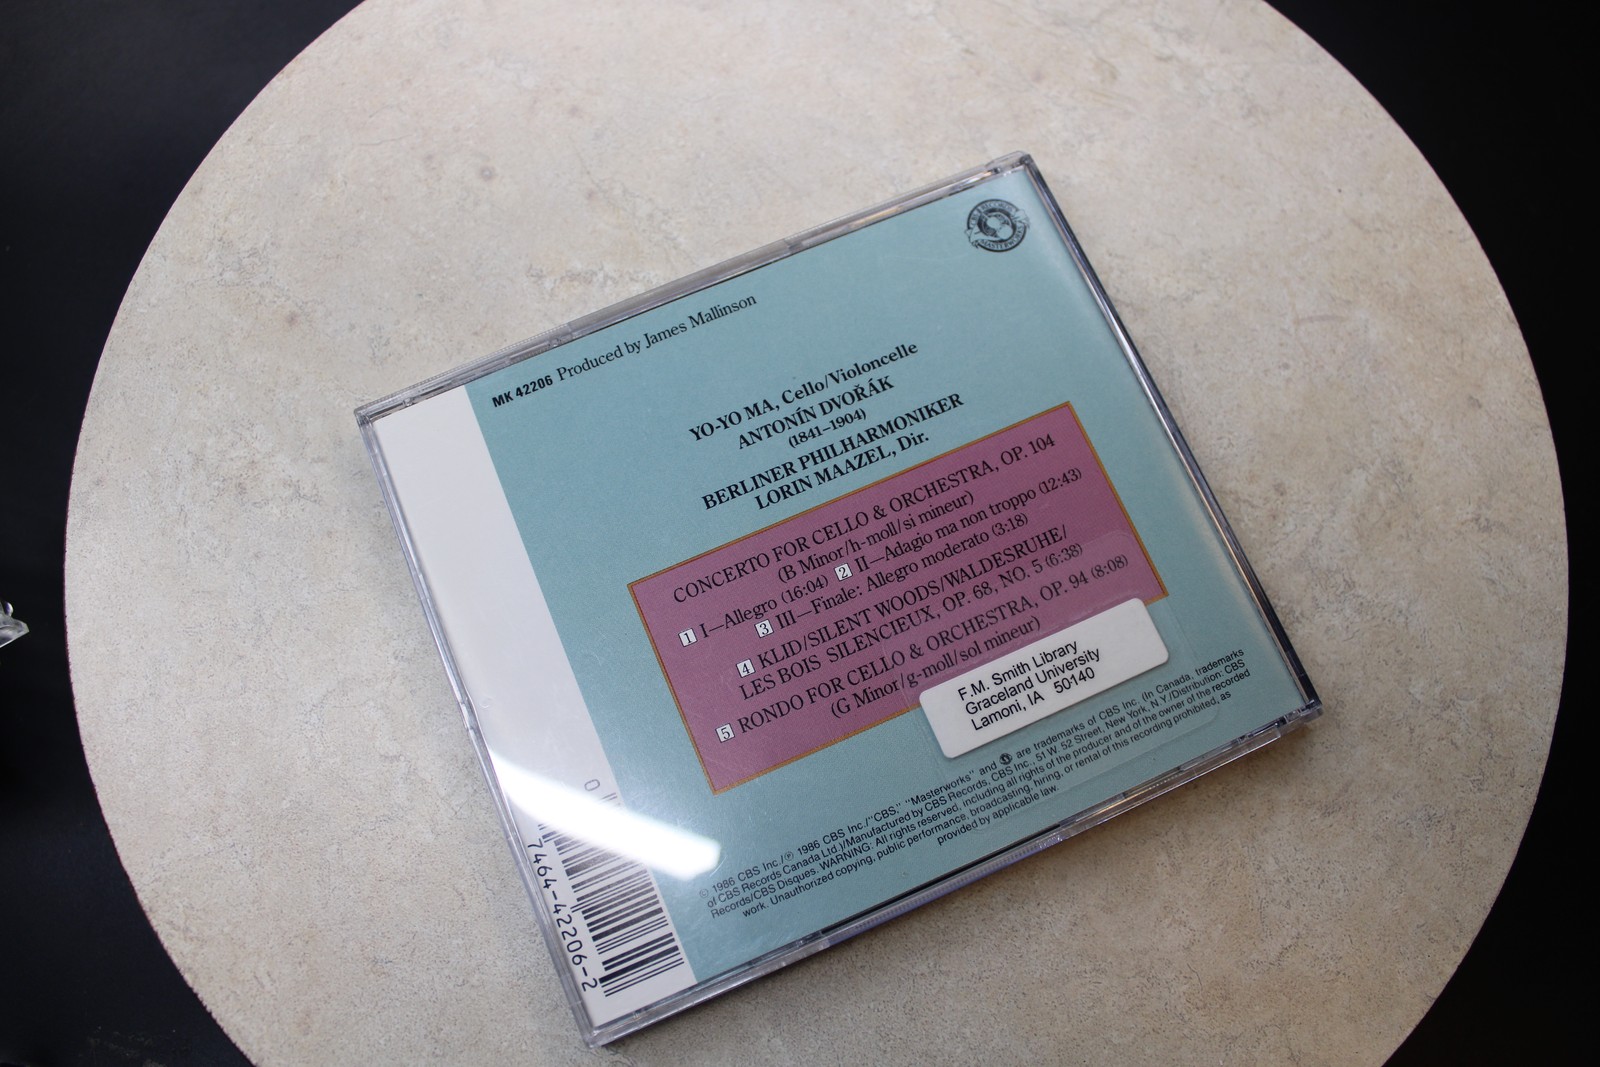 MK 42206 Produced by James Mallinson
CBS RECORDS
MASTERWORKS
YO-YO MA, Cello/Violoncelle
ANTONÍN DVOŘÁK
(1841–1904)
BERLINER PHILHARMONIKER
LORIN MAAZEL, Dir.
CONCERTO FOR CELLO & ORCHESTRA, OP. 104
(B Minor/h-moll/si mineur)
1 I—Allegro (16:04) 2 II—Adagio ma non troppo (12:43)
3 III—Finale: Allegro moderato (3:18)
4 KLID/SILENT WOODS/WALDESRUHE/
LES BOIS SILENCIEUX, OP. 68, NO. 5 (6:38)
5 RONDO FOR CELLO & ORCHESTRA, OP. 94 (8:08)
(G Minor/g-moll/sol mineur)
F.M. Smith Library
Graceland University
Lamoni, IA 50140
© 1986 CBS Inc./℗ 1986 CBS Inc./"CBS," "Masterworks" and are trademarks of CBS Inc. (In Canada, trademarks
of CBS Records Canada Ltd.)/Manufactured by CBS Records, CBS Inc., 51 W. 52 Street, New York, N.Y./Distribution: CBS
Records/CBS Disques. WARNING: All rights reserved, including all rights of the producer and of the owner of the recorded
work. Unauthorized copying, public performance, broadcasting, hiring, or rental of this recording prohibited, as
provided by applicable law.
0
7464-42206-2